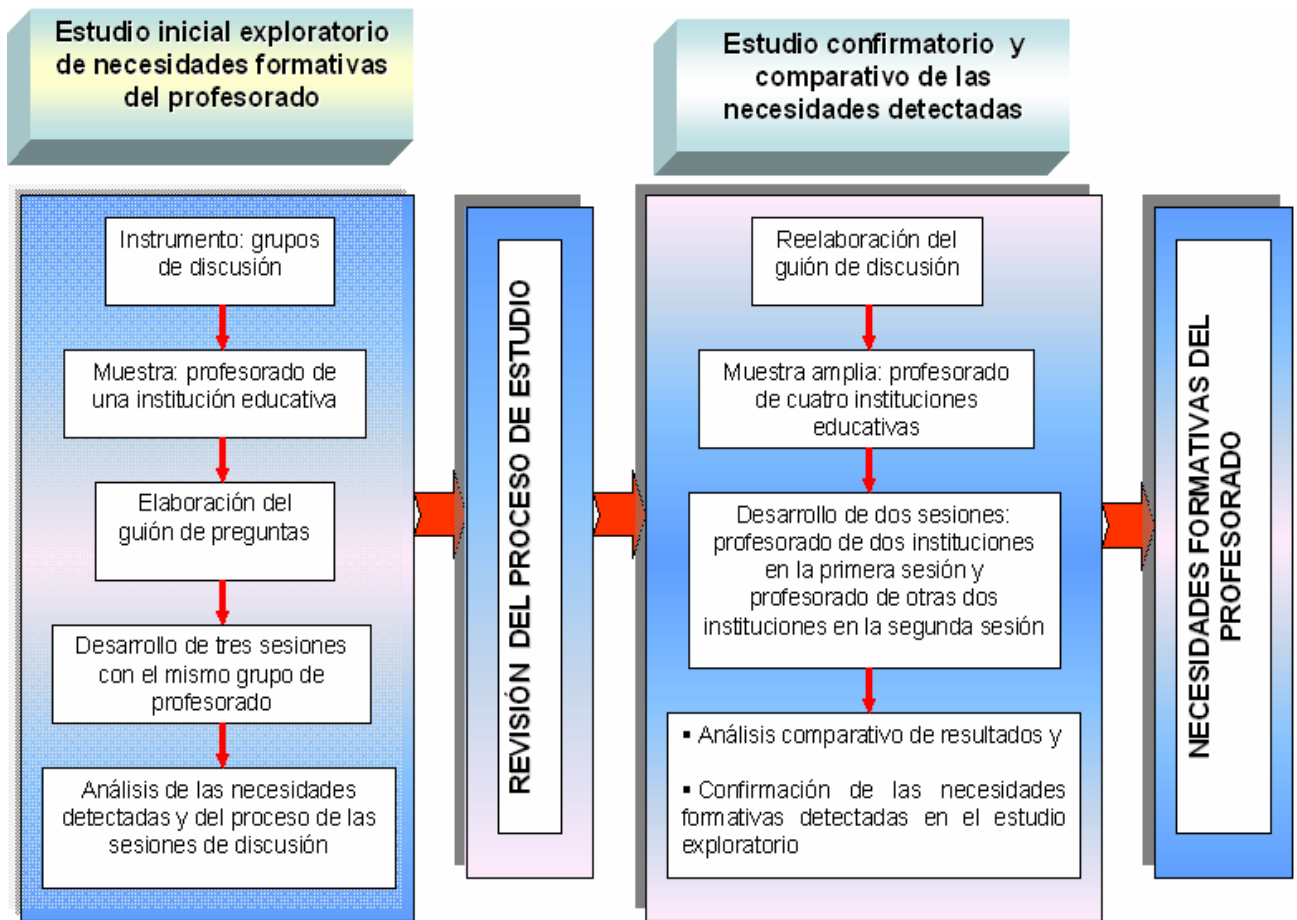 Estudio inicial exploratorio
de necesidades formativas
del profesorado
Instrumento: grupos
de discusión
Muestra: profesorado de
una institución educativa
Elaboración del
guión de preguntas
Desarrollo de tres sesiones
con el mismo grupo de
profesorado
Análisis de las necesidades
detectadas y del proceso de las
sesiones de discusión
REVISIÓN DEL PROCESO DE ESTUDIO
Estudio confirmatorio y
comparativo de las
necesidades detectadas
Reelaboración del
guión de discusión
Muestra amplia: profesorado
de cuatro instituciones
educativas
Desarrollo de dos sesiones:
profesorado de dos instituciones
en la primera sesión y
profesorado de otras dos
instituciones en la segunda sesión
▪ Análisis comparativo de resultados y
▪ Confirmación de las necesidades
formativas detectadas en el estudio
exploratorio
NECESIDADES FORMATIVAS DEL
PROFESORADO